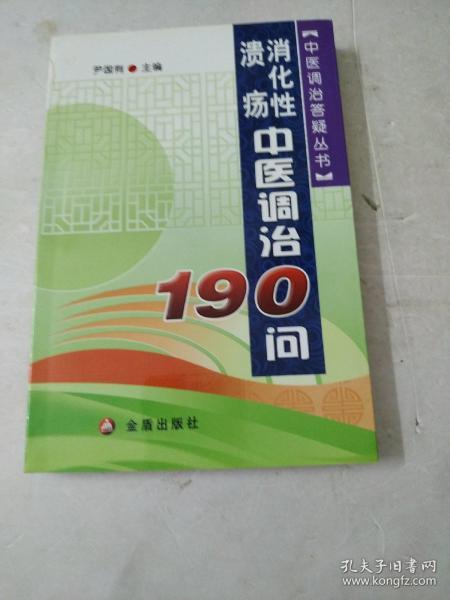 【中医调治答疑丛书】
尹国有 主编
消化性
溃疡
中医调治
190
问
金盾出版社
孔夫子旧书网
www.kongfz.com